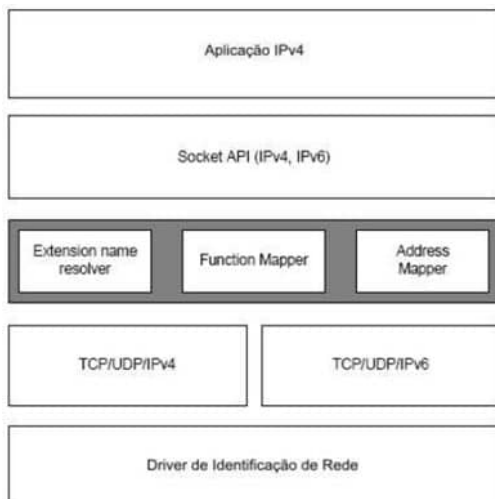 Aplicação IPv4
Socket API (IPv4, IPv6)
Extension name
resolver
Function Mapper
Address
Mapper
TCP/UDP/IPv4
TCP/UDP/IPv6
Driver de Identificação de Rede